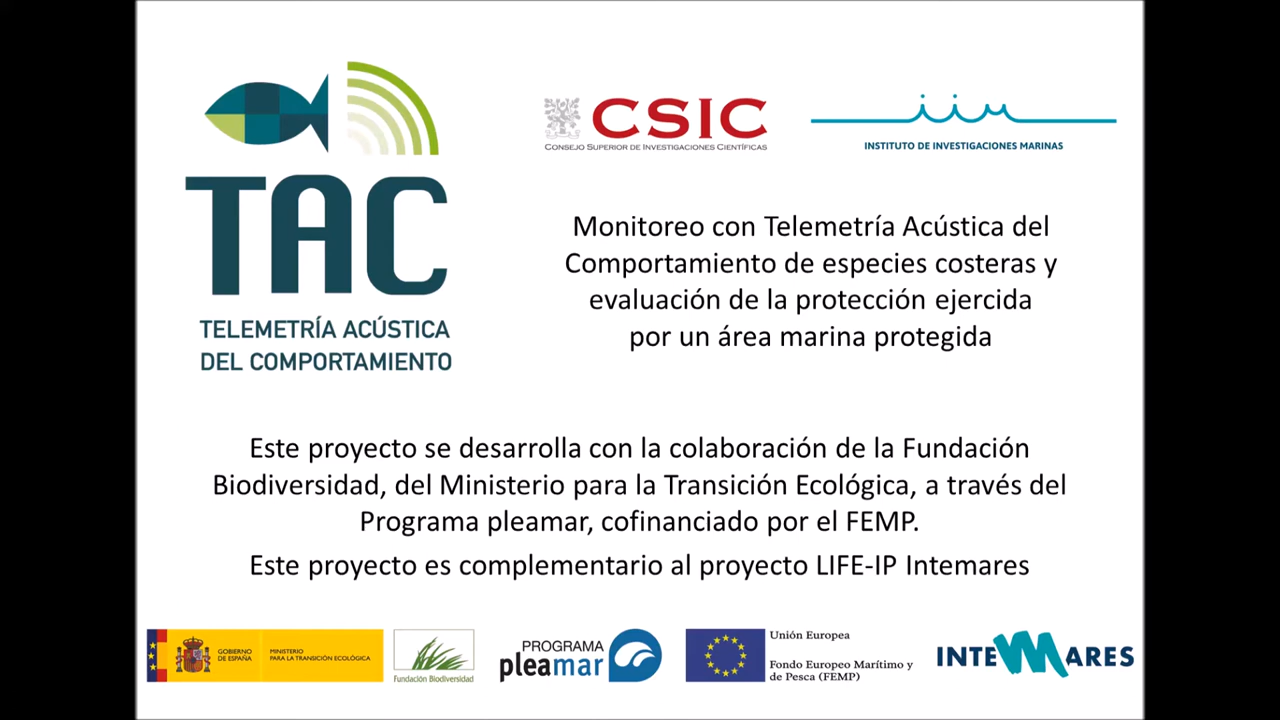 TAC
TELEMETRÍA ACÚSTICA
DEL COMPORTAMIENTO
CSIC
CONSEJO SUPERIOR DE INVESTIGACIONES CIENTÍFICAS
iim
INSTITUTO DE INVESTIGACIONES MARINAS
Monitoreo con Telemetría Acústica del
Comportamiento de especies costeras y
evaluación de la protección ejercida
por un área marina protegida
Este proyecto se desarrolla con la colaboración de la Fundación
Biodiversidad, del Ministerio para la Transición Ecológica, a través del
Programa pleamar, cofinanciado por el FEMP.
Este proyecto es complementario al proyecto LIFE-IP Intemares
GOBIERNO
DE ESPAÑA
MINISTERIO
PARA LA TRANSICIÓN ECOLÓGICA
Fundación Biodiversidad
PROGRAMA
pleamar
Unión Europea
Fondo Europeo Marítimo y
de Pesca (FEMP)
INTEMARES